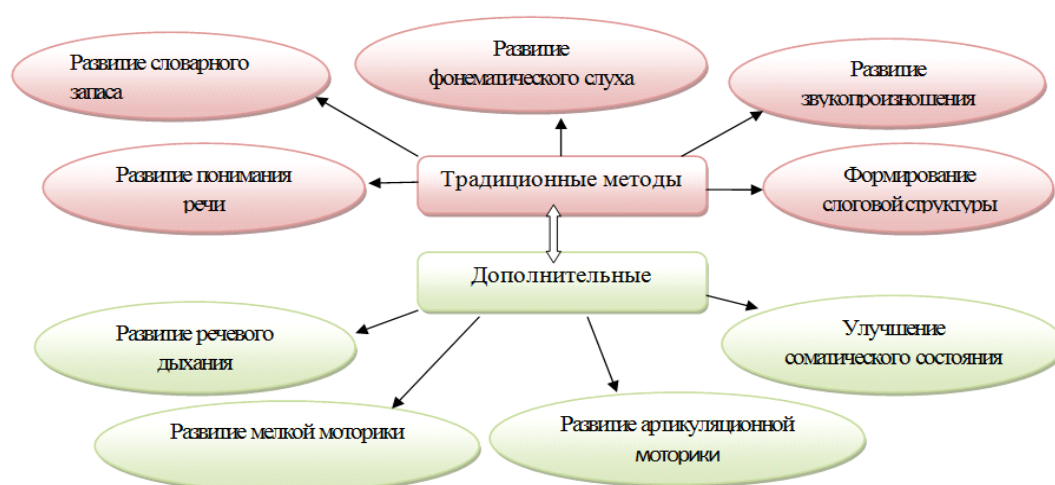 Развитие словарного
запаса
Развитие
фонематического слуха
Развитие
звукопроизношения
Развитие понимания
речи
Традиционные методы
Формирование
слоговой структуры
Дополнительные
Развитие речевого
дыхания
Улучшение
соматического состояния
Развитие мелкой моторики
Развитие артикуляционной
моторики